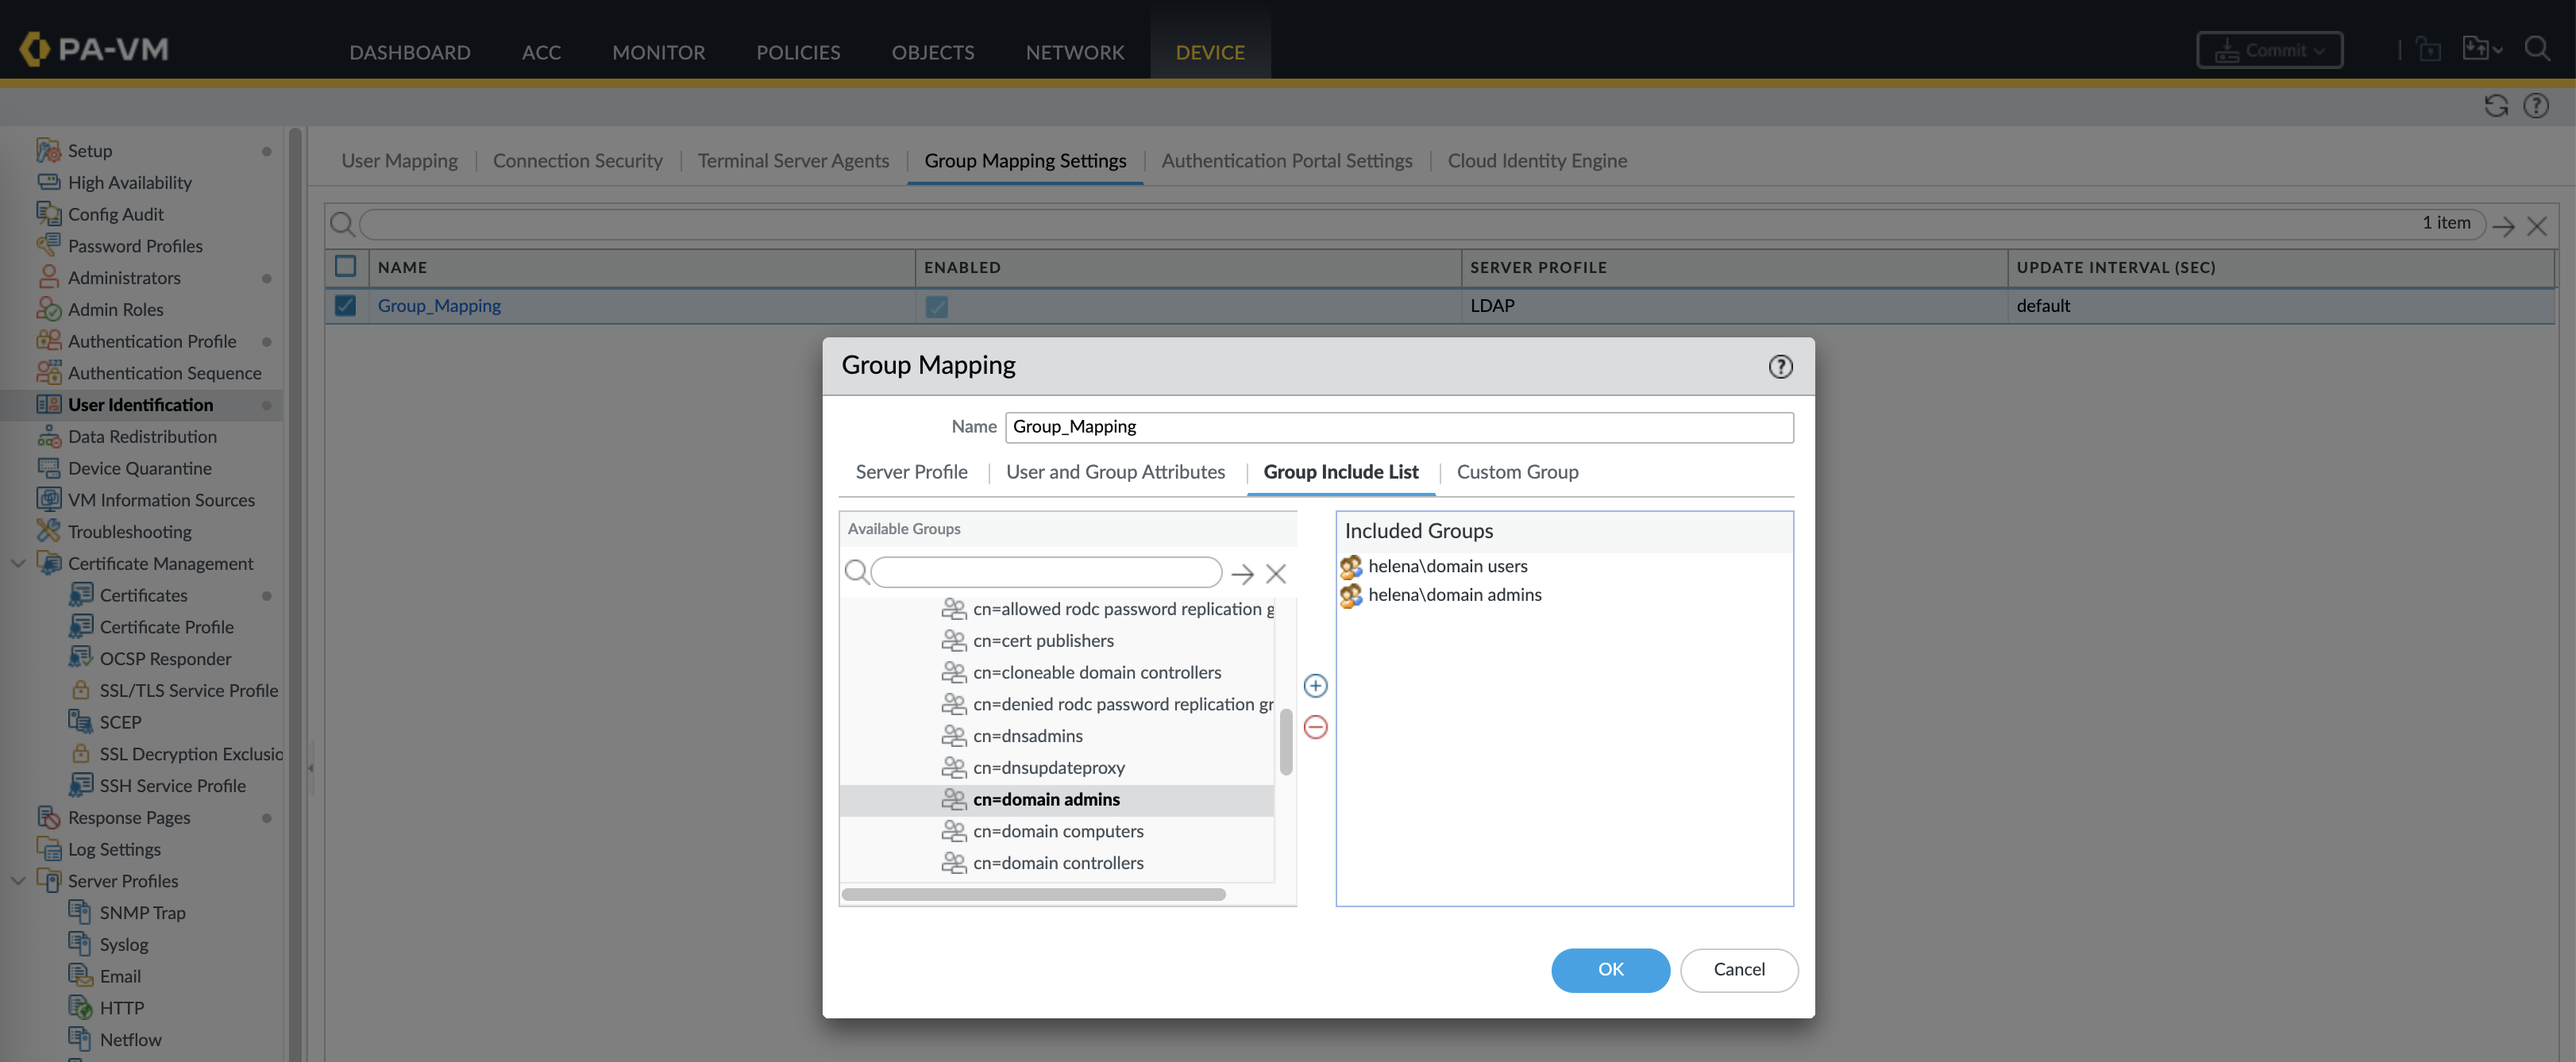 PA-VM
DASHBOARD ACC MONITOR POLICIES OBJECTS NETWORK DEVICE
Commit
Setup
High Availability
Config Audit
Password Profiles
Administrators
Admin Roles
Authentication Profile
Authentication Sequence
User Identification
Data Redistribution
Device Quarantine
VM Information Sources
Troubleshooting
Certificate Management
Certificates
Certificate Profile
OCSP Responder
SSL/TLS Service Profile
SCEP
SSL Decryption Exclusio
SSH Service Profile
Response Pages
Log Settings
Server Profiles
SNMP Trap
Syslog
Email
HTTP
Netflow
User Mapping Connection Security Terminal Server Agents Group Mapping Settings Authentication Portal Settings Cloud Identity Engine
1 item
NAME ENABLED SERVER PROFILE UPDATE INTERVAL (SEC)
Group_Mapping LDAP default
Group Mapping
Name Group_Mapping
Server Profile User and Group Attributes Group Include List Custom Group
Available Groups
cn=allowed rodc password replication g
cn=cert publishers
cn=cloneable domain controllers
cn=denied rodc password replication gr
cn=dnsadmins
cn=dnsupdateproxy
cn=domain admins
cn=domain computers
cn=domain controllers
Included Groups
helena\domain users
helena\domain admins
OK Cancel